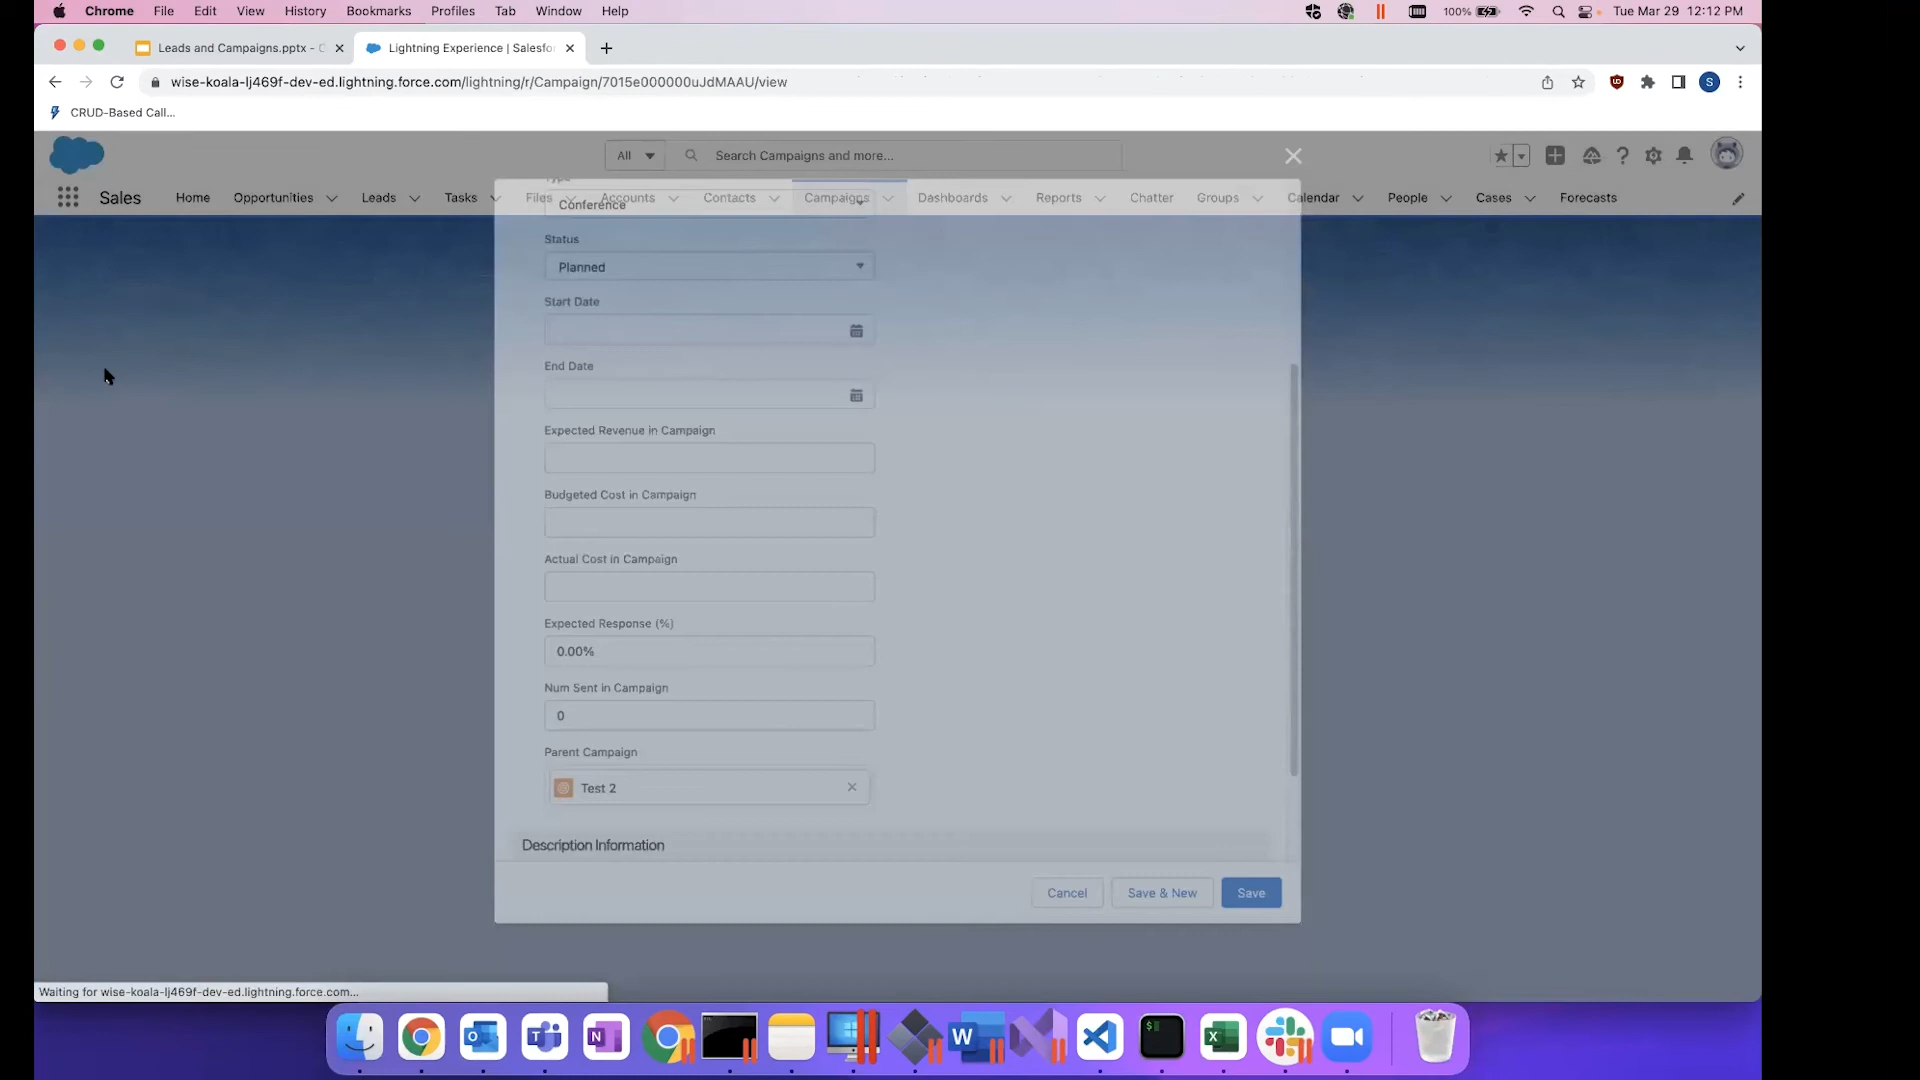 Chrome File Edit View History Bookmarks Profiles Tab Window Help 100% Tue Mar 29 12:12 PM
Leads and Campaigns.pptx - Lightning Experience | Salesfo
wise-koala-lj469f-dev-ed.lightning.force.com/lightning/r/Campaign/7015e000000uJdMAAU/view S
CRUD-Based Call...
All Search Campaigns and more...
Sales Home Opportunities Leads Tasks Files Accounts Contacts Campaigns Dashboards Reports Chatter Groups Calendar People Cases Forecasts
Type
Conference
Status
Planned
Start Date
End Date
Expected Revenue in Campaign
Budgeted Cost in Campaign
Actual Cost in Campaign
Expected Response (%)
0.00%
Num Sent in Campaign
0
Parent Campaign
Test 2
Description Information
Cancel Save & New Save
Waiting for wise-koala-lj469f-dev-ed.lightning.force.com...